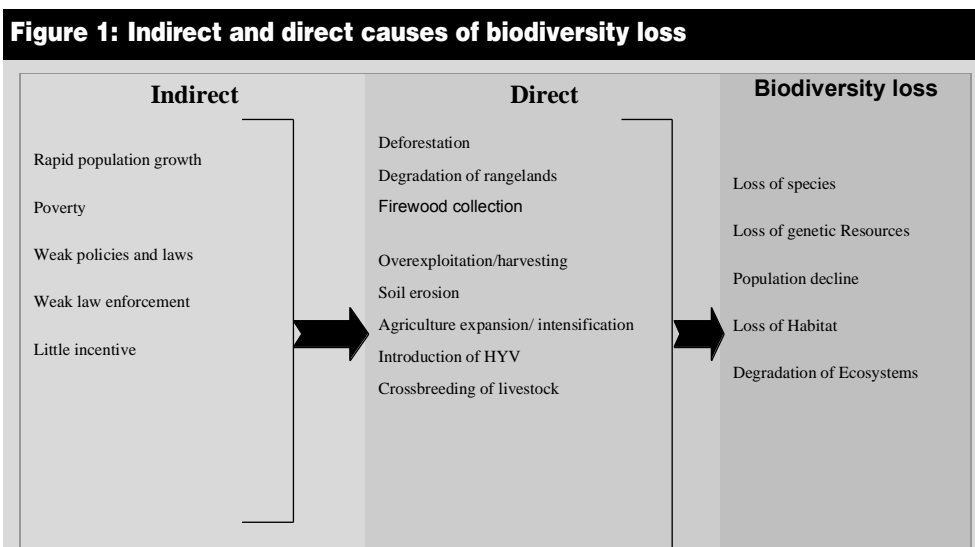 Figure 1: Indirect and direct causes of biodiversity loss
Indirect
Rapid population growth
Poverty
Weak policies and laws
Weak law enforcement
Little incentive
Direct
Deforestation
Degradation of rangelands
Firewood collection
Overexploitation/harvesting
Soil erosion
Agriculture expansion/ intensification
Introduction of HYV
Crossbreeding of livestock
Biodiversity loss
Loss of species
Loss of genetic Resources
Population decline
Loss of Habitat
Degradation of Ecosystems